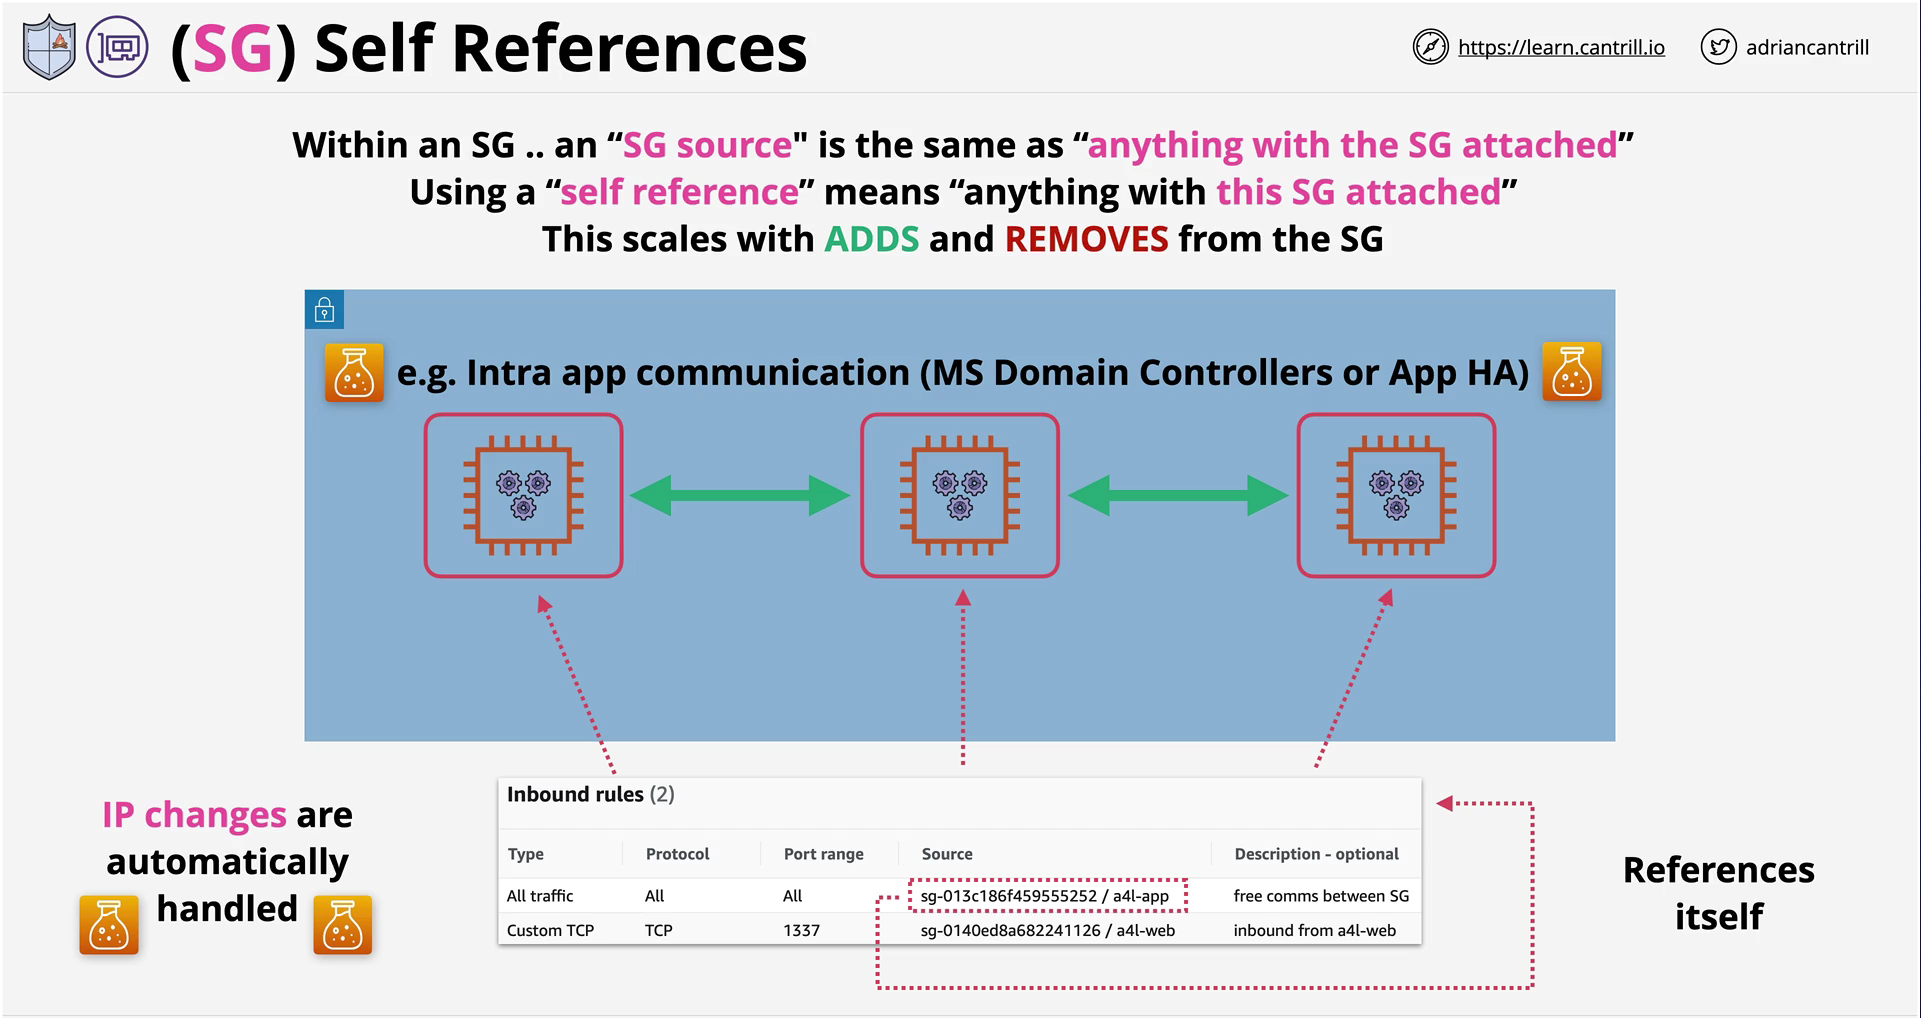 (SG) Self References
https://learn.cantrill.io
adriancantrill
Within an SG .. an “SG source" is the same as “anything with the SG attached”
Using a “self reference” means “anything with this SG attached”
This scales with ADDS and REMOVES from the SG
e.g. Intra app communication (MS Domain Controllers or App HA)
IP changes are
automatically
handled
Inbound rules (2)
Type Protocol Port range Source Description - optional
All traffic All All sg-013c186f459555252 / a4l-app free comms between SG
Custom TCP TCP 1337 sg-0140ed8a682241126 / a4l-web inbound from a4l-web
References
itself